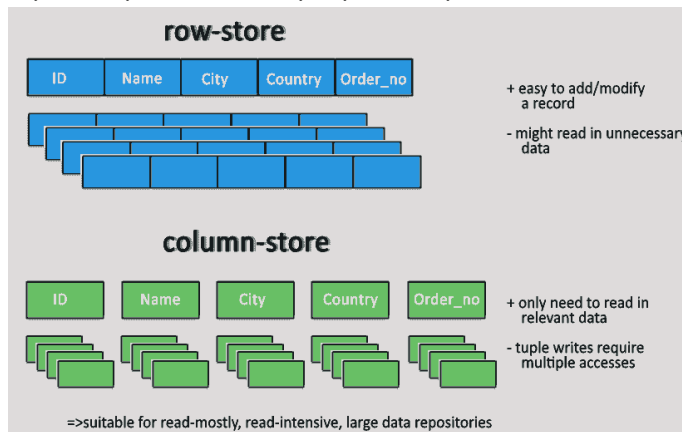 row-store
ID Name City Country Order_no
+ easy to add/modify
a record
- might read in unnecessary
data
column-store
ID Name City Country Order_no
+ only need to read in
relevant data
- tuple writes require
multiple accesses
=>suitable for read-mostly, read-intensive, large data repositories